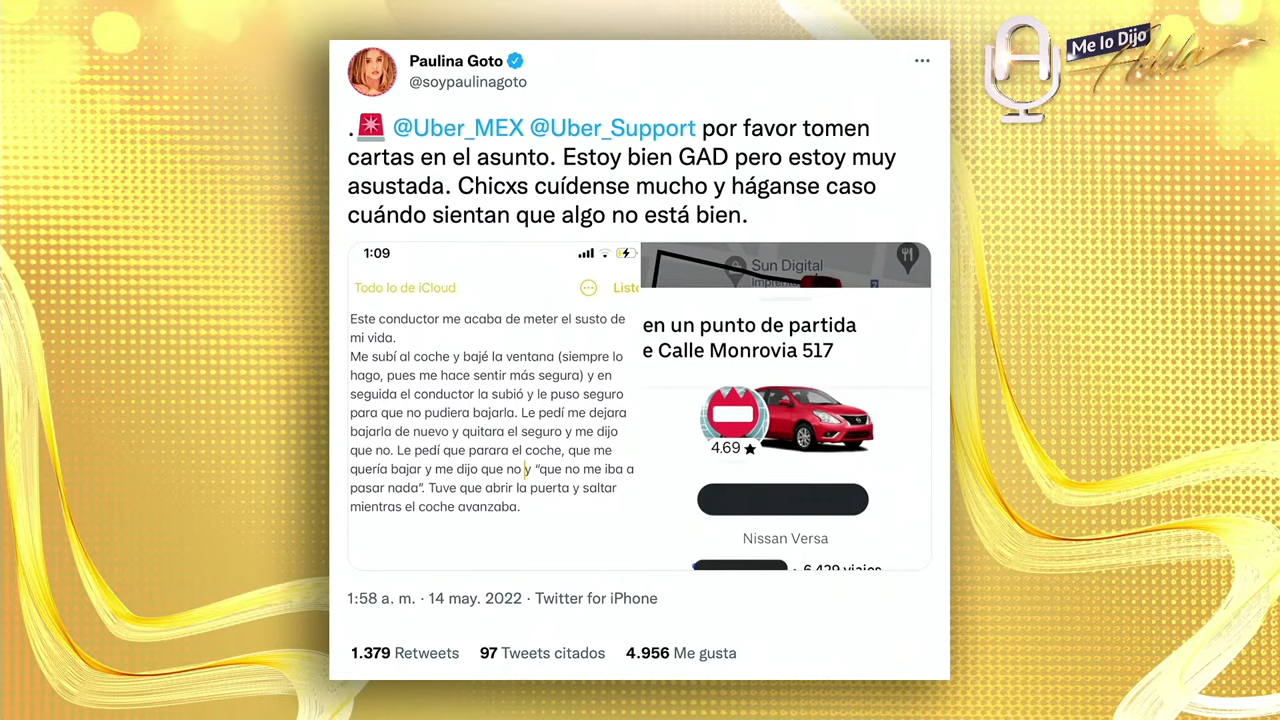 Me lo Dijo
Adela
Paulina Goto
@soypaulinagoto
. @Uber_MEX @Uber_Support por favor tomen
cartas en el asunto. Estoy bien GAD pero estoy muy
asustada. Chicxs cuídense mucho y háganse caso
cuándo sientan que algo no está bien.
1:09
Todo lo de iCloud
Este conductor me acaba de meter el susto de
mi vida.
Me subí al coche y bajé la ventana (siempre lo
hago, pues me hace sentir más segura) y en
seguida el conductor la subió y le puso seguro
para que no pudiera bajarla. Le pedí me dejara
bajarla de nuevo y quitara el seguro y me dijo
que no. Le pedí que parara el coche, que me
quería bajar y me dijo que no y “que no me iba a
pasar nada”. Tuve que abrir la puerta y saltar
mientras el coche avanzaba.
Sun Digital
en un punto de partida
e Calle Monrovia 517
4.69 ★
Nissan Versa
· 6,429 viajes
1:58 a. m. · 14 may. 2022 · Twitter for iPhone
1.379 Retweets 97 Tweets citados 4.956 Me gusta